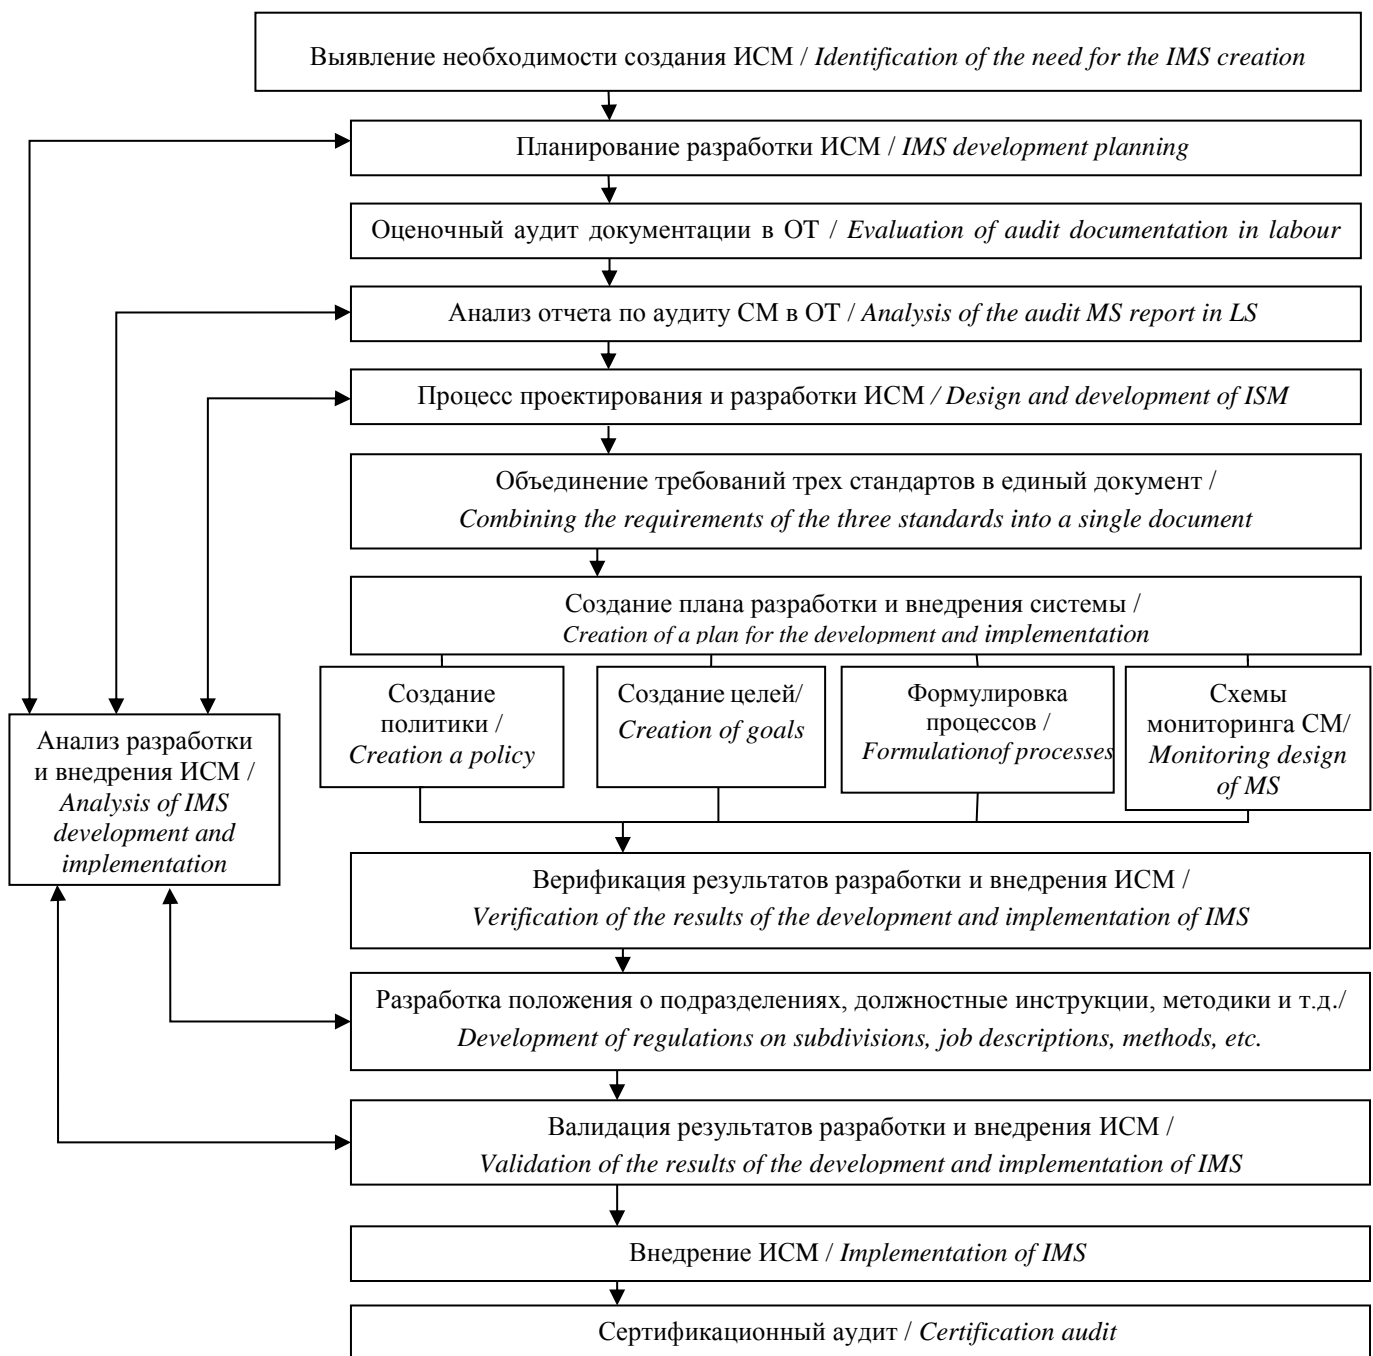 Выявление необходимости создания ИСМ / Identification of the need for the IMS creation
Планирование разработки ИСМ / IMS development planning
Оценочный аудит документации в ОТ / Evaluation of audit documentation in labour
Анализ отчета по аудиту СМ в ОТ / Analysis of the audit MS report in LS
Процесс проектирования и разработки ИСМ / Design and development of ISM
Объединение требований трех стандартов в единый документ /
Combining the requirements of the three standards into a single document
Создание плана разработки и внедрения системы /
Creation of a plan for the development and implementation
Создание
политики /
Creation a policy
Создание целей/
Creation of goals
Формулировка
процессов /
Formulationof processes
Схемы
мониторинга СМ/
Monitoring design
of MS
Анализ разработки
и внедрения ИСМ /
Analysis of IMS
development and
implementation
Верификация результатов разработки и внедрения ИСМ /
Verification of the results of the development and implementation of IMS
Разработка положения о подразделениях, должностные инструкции, методики и т.д./
Development of regulations on subdivisions, job descriptions, methods, etc.
Валидация результатов разработки и внедрения ИСМ /
Validation of the results of the development and implementation of IMS
Внедрение ИСМ / Implementation of IMS
Сертификационный аудит / Certification audit